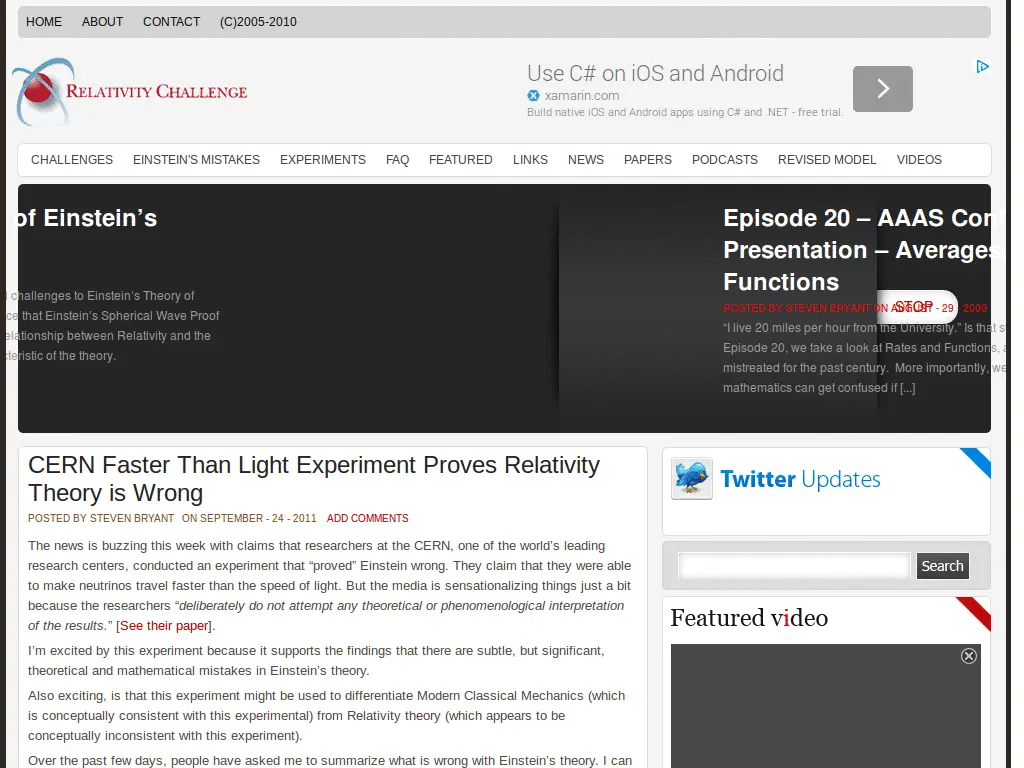 HOME ABOUT CONTACT (C)2005-2010
RELATIVITY CHALLENGE
Use C# on iOS and Android
xamarin.com
Build native iOS and Android apps using C# and .NET - free trial.
CHALLENGES EINSTEIN'S MISTAKES EXPERIMENTS FAQ FEATURED LINKS NEWS PAPERS PODCASTS REVISED MODEL VIDEOS
of Einstein's
challenges to Einstein's Theory of
ce that Einstein's Spherical Wave Proof
elationship between Relativity and the
cteristic of the theory.
Episode 20 – AAAS Con
Presentation – Averages
Functions
POSTED BY STEVEN BRYANT ON AUGUST - 29 - 2009
STOP
“I live 20 miles per hour from the University.” Is that s
Episode 20, we take a look at Rates and Functions, a
mistreated for the past century. More importantly, we
mathematics can get confused if [...]
CERN Faster Than Light Experiment Proves Relativity
Theory is Wrong
POSTED BY STEVEN BRYANT ON SEPTEMBER - 24 - 2011 ADD COMMENTS
The news is buzzing this week with claims that researchers at the CERN, one of the world’s leading
research centers, conducted an experiment that “proved” Einstein wrong. They claim that they were able
to make neutrinos travel faster than the speed of light. But the media is sensationalizing things just a bit
because the researchers “deliberately do not attempt any theoretical or phenomenological interpretation
of the results.” [See their paper].
I’m excited by this experiment because it supports the findings that there are subtle, but significant,
theoretical and mathematical mistakes in Einstein’s theory.
Also exciting, is that this experiment might be used to differentiate Modern Classical Mechanics (which
is conceptually consistent with this experimental) from Relativity theory (which appears to be
conceptually inconsistent with this experiment).
Over the past few days, people have asked me to summarize what is wrong with Einstein’s theory. I can
Twitter Updates
Search
Featured video